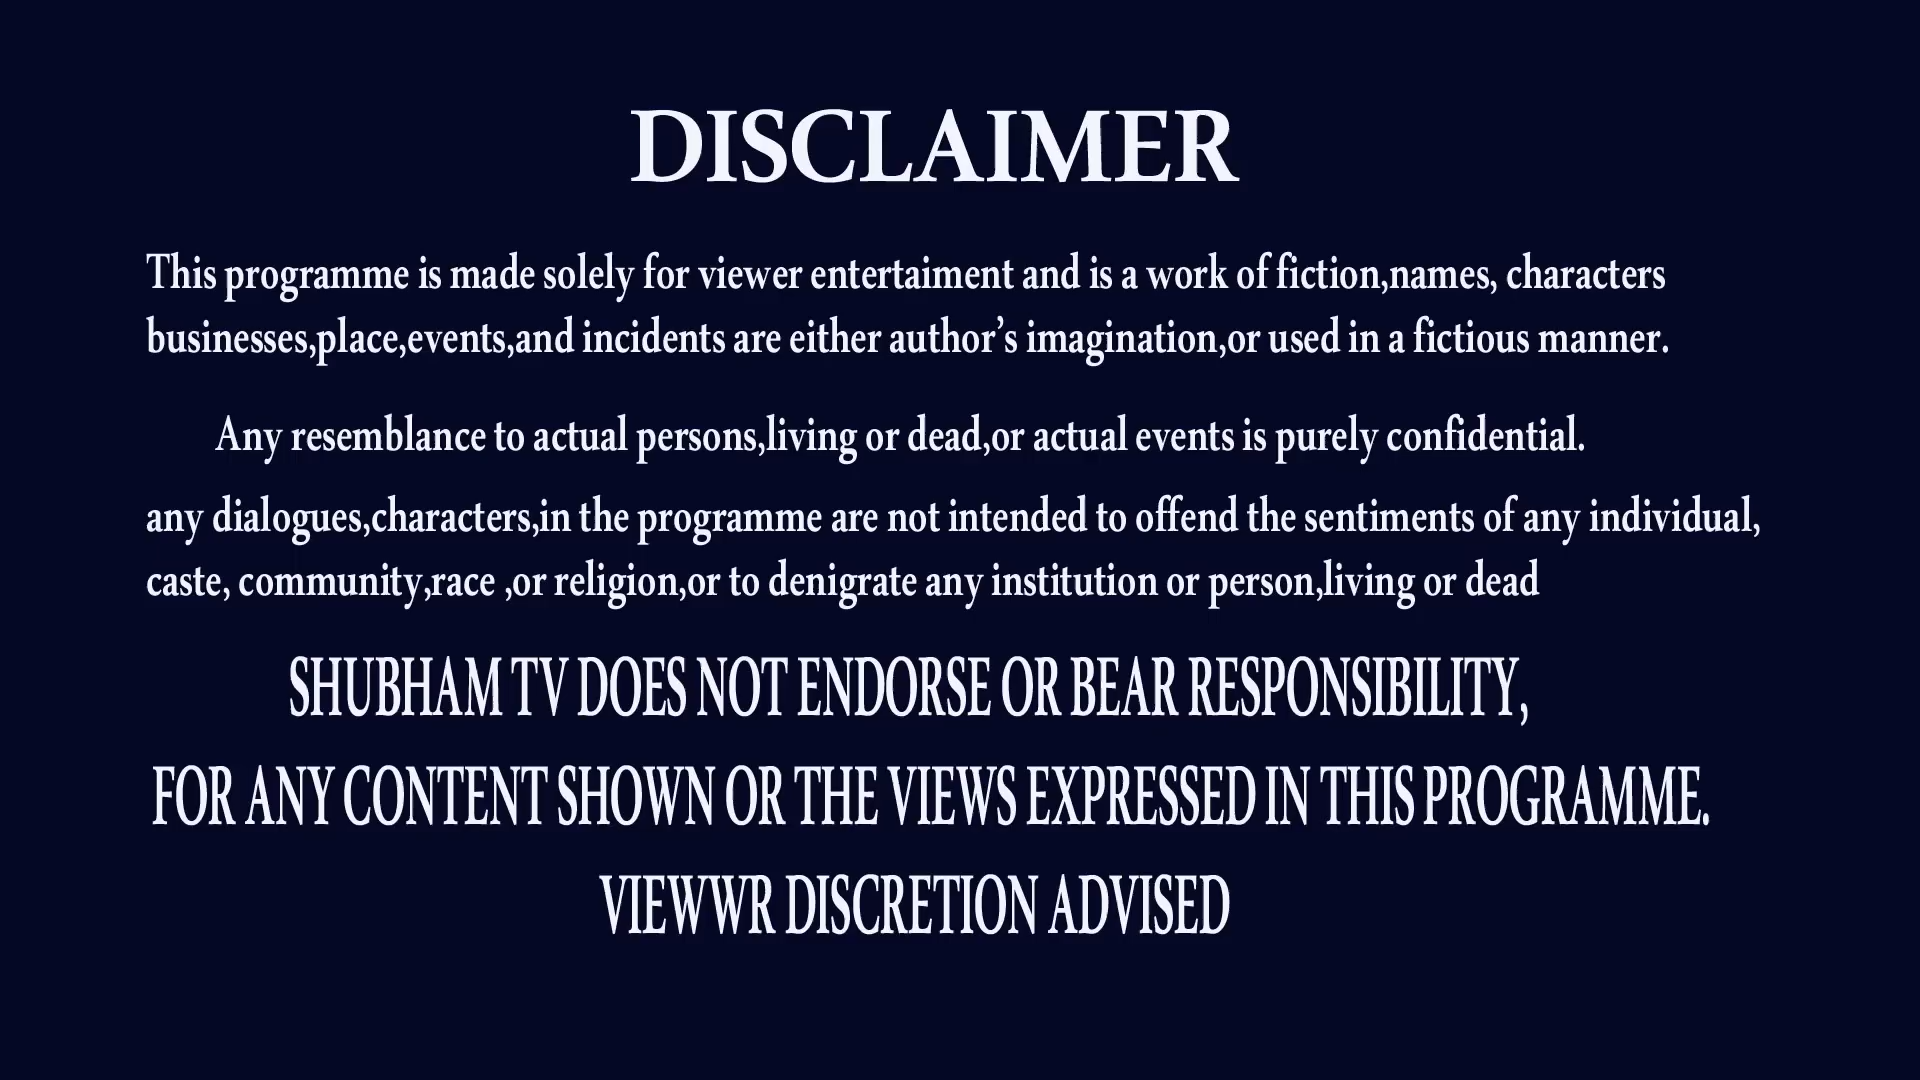 DISCLAIMER
This programme is made solely for viewer entertaiment and is a work of fiction,names, characters
businesses,place,events,and incidents are either author’s imagination,or used in a fictious manner.
Any resemblance to actual persons,living or dead,or actual events is purely confidential.
any dialogues,characters,in the programme are not intended to offend the sentiments of any individual,
caste, community,race ,or religion,or to denigrate any institution or person,living or dead
SHUBHAM TV DOES NOT ENDORSE OR BEAR RESPONSIBILITY,
FOR ANY CONTENT SHOWN OR THE VIEWS EXPRESSED IN THIS PROGRAMME.
VIEWWR DISCRETION ADVISED